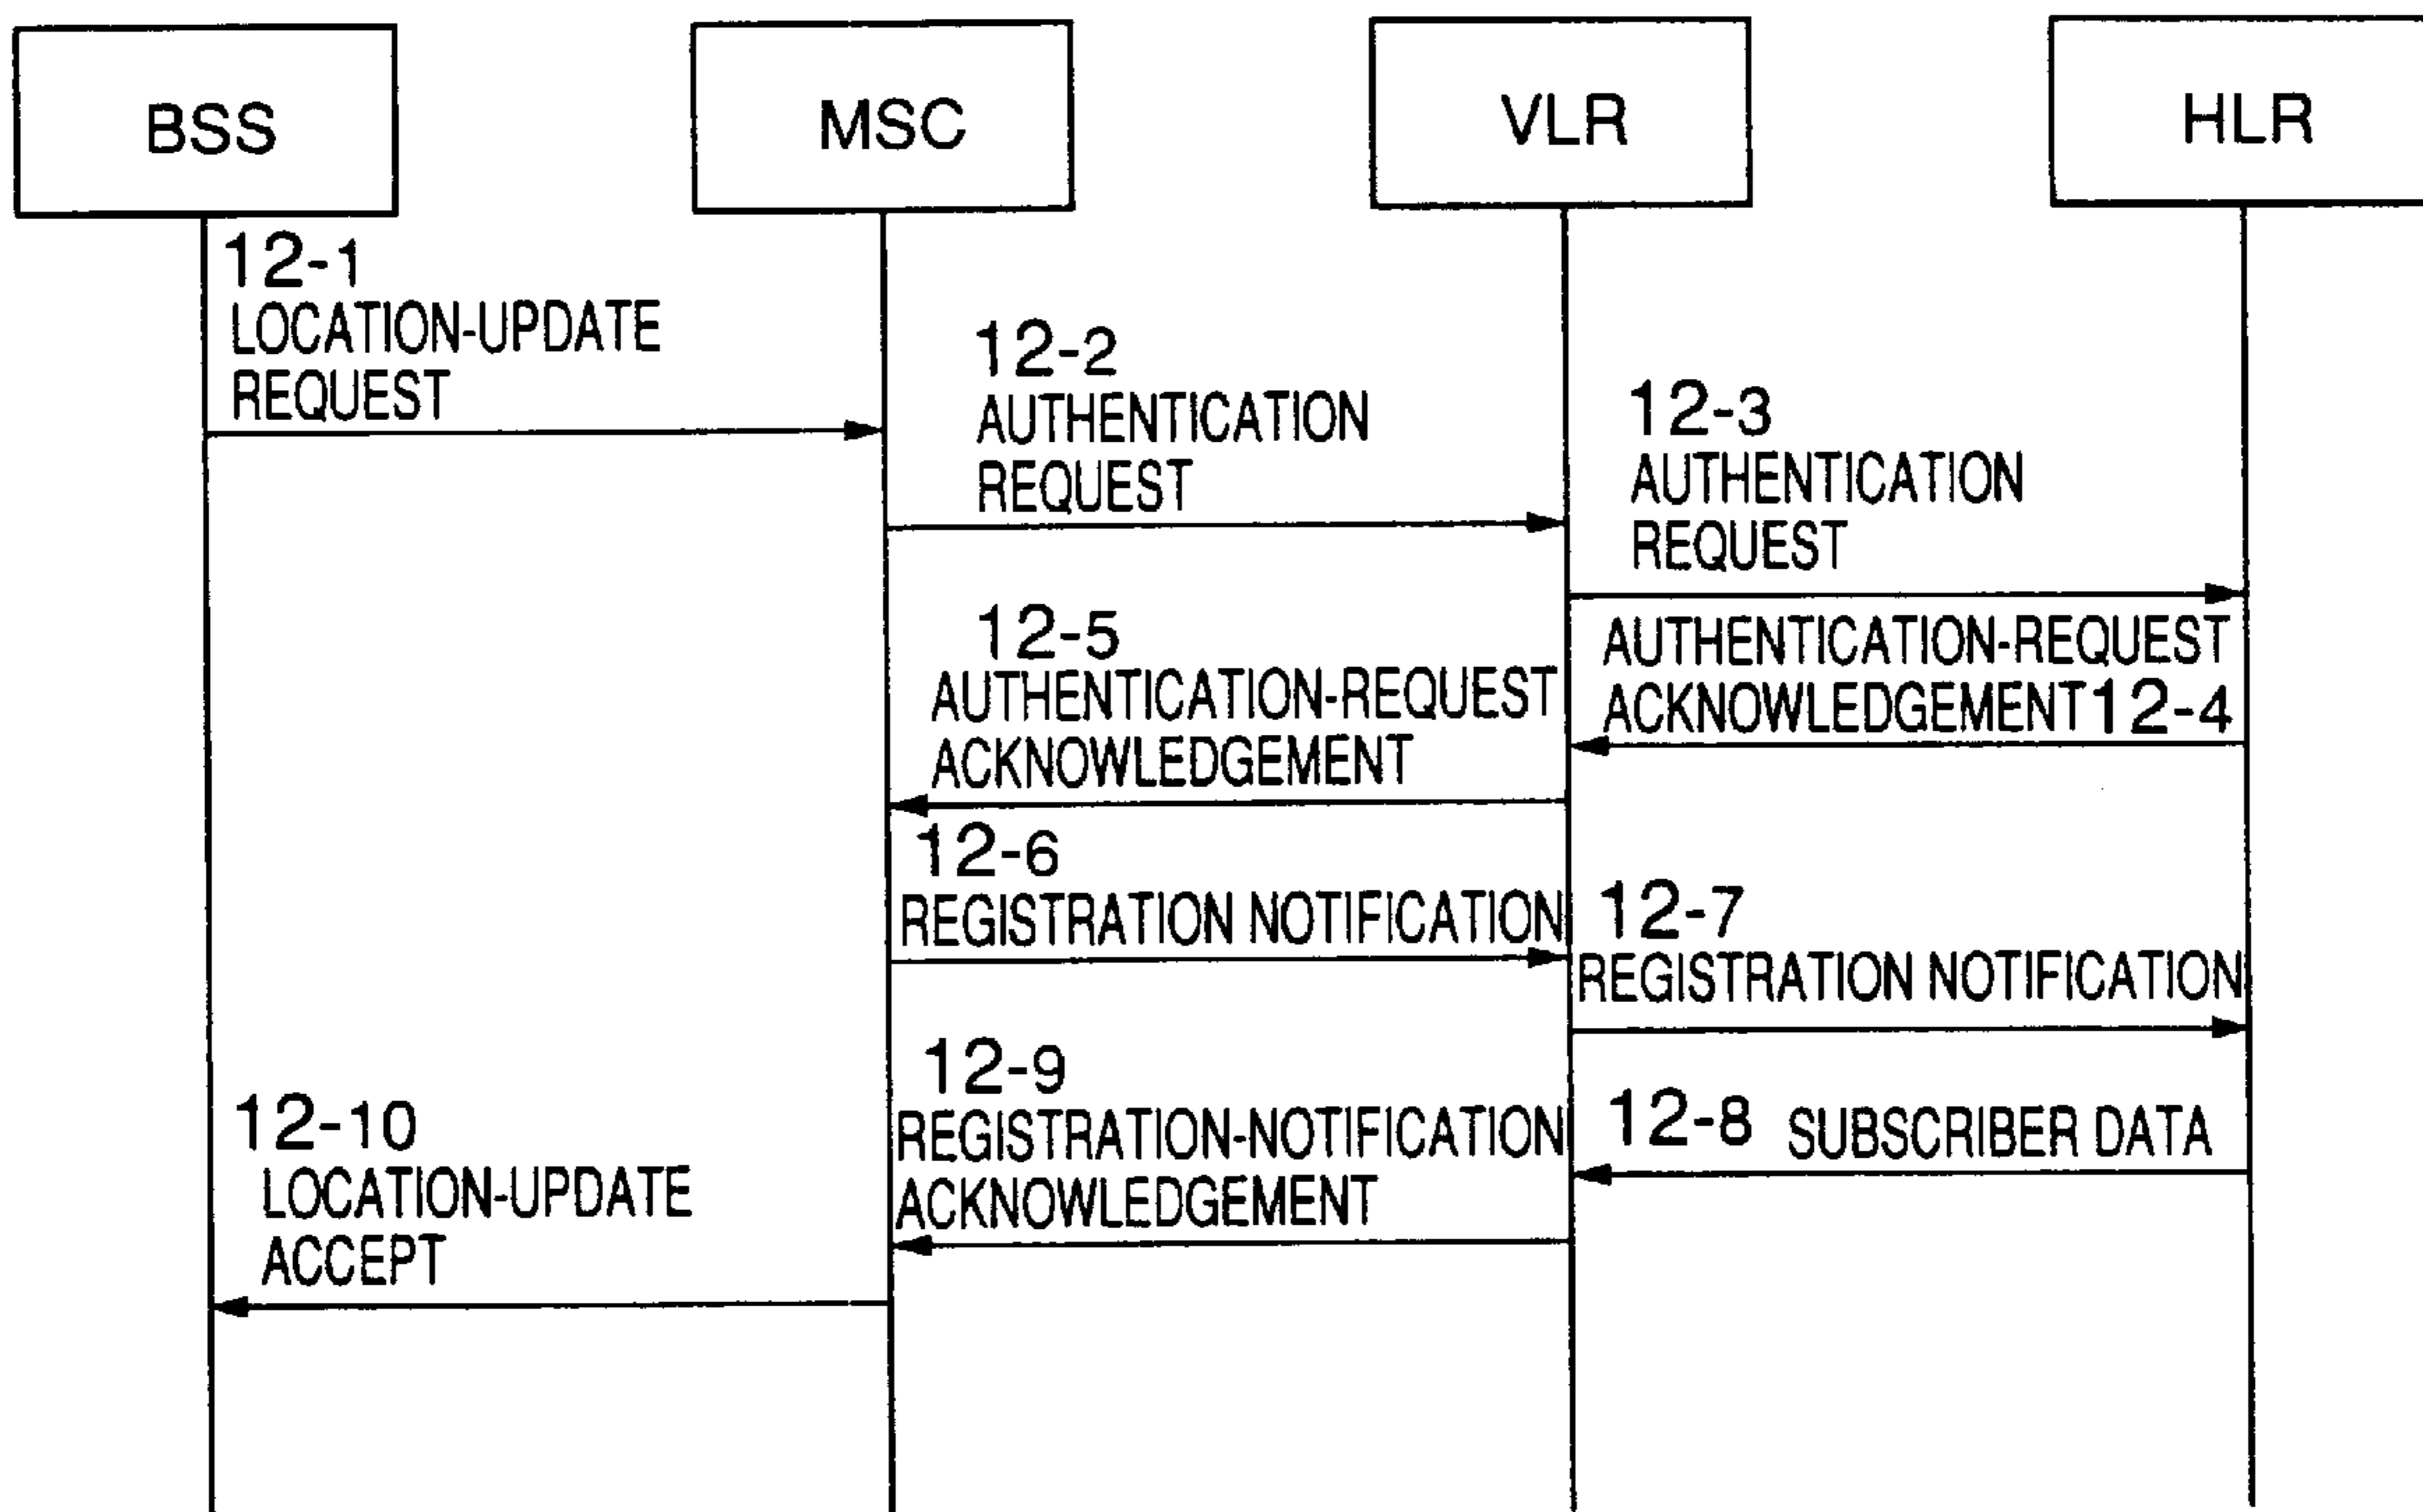 BSS
MSC
VLR
HLR
12-1
LOCATION-UPDATE
REQUEST
12-2
AUTHENTICATION
REQUEST
12-3
AUTHENTICATION
REQUEST
AUTHENTICATION-REQUEST
ACKNOWLEDGEMENT 12-4
12-5
AUTHENTICATION-REQUEST
ACKNOWLEDGEMENT
12-6
REGISTRATION NOTIFICATION
12-7
REGISTRATION NOTIFICATION
12-8 SUBSCRIBER DATA
12-9
REGISTRATION-NOTIFICATION
ACKNOWLEDGEMENT
12-10
LOCATION-UPDATE
ACCEPT